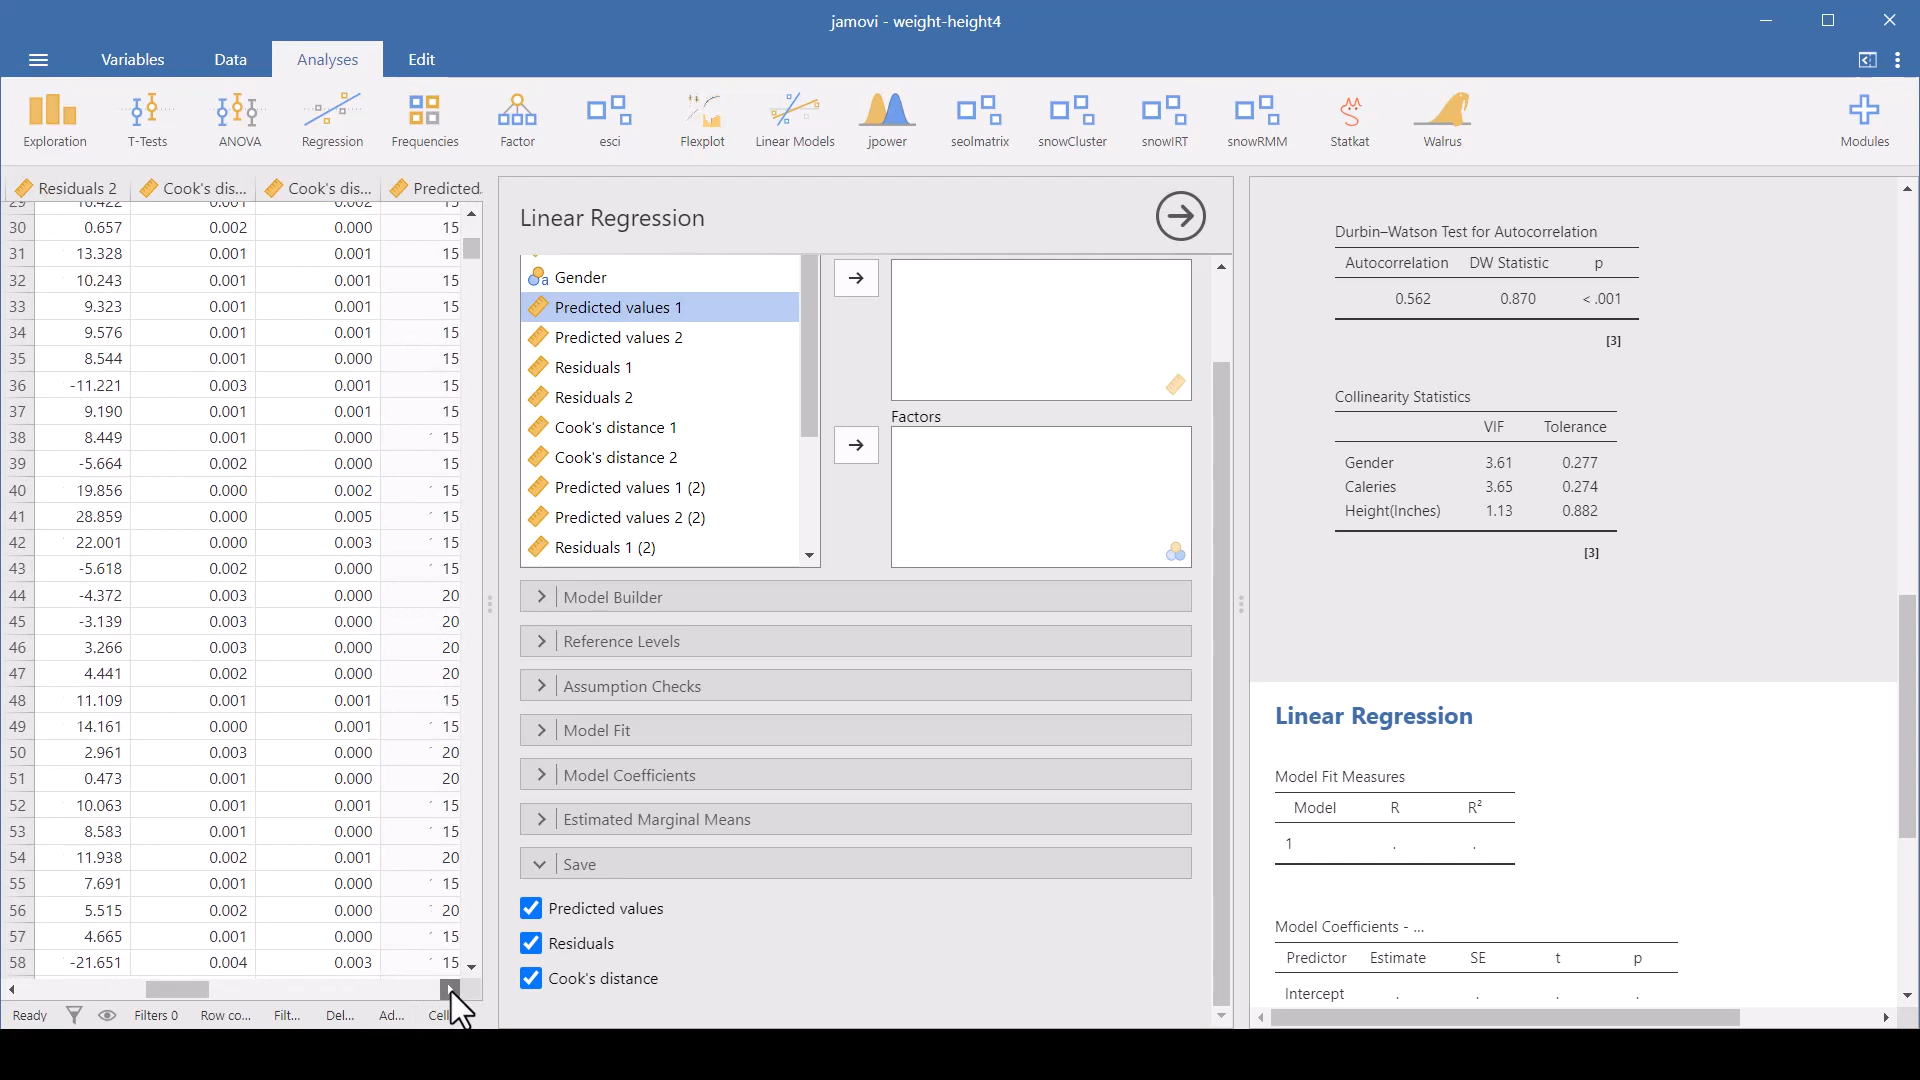 jamovi - weight-height4
Variables Data Analyses Edit
Exploration T-Tests ANOVA Regression Frequencies Factor esci Flexplot Linear Models jpower seolmatrix snowCluster snowIRT snowRMM Statkat Walrus Modules
Residuals 2 Cook's dis... Cook's dis... Predicted
29 10.422 0.001 0.002 15
30 0.657 0.002 0.000 15
31 13.328 0.001 0.001 15
32 10.243 0.001 0.001 15
33 9.323 0.001 0.001 15
34 9.576 0.001 0.001 15
35 8.544 0.001 0.000 15
36 -11.221 0.003 0.001 15
37 9.190 0.001 0.001 15
38 8.449 0.001 0.000 15
39 -5.664 0.002 0.000 15
40 19.856 0.000 0.002 15
41 28.859 0.000 0.005 15
42 22.001 0.000 0.003 15
43 -5.618 0.002 0.000 15
44 -4.372 0.003 0.000 20
45 -3.139 0.003 0.000 20
46 3.266 0.003 0.000 20
47 4.441 0.002 0.000 20
48 11.109 0.001 0.001 15
49 14.161 0.000 0.001 15
50 2.961 0.003 0.000 20
51 0.473 0.001 0.000 20
52 10.063 0.001 0.001 15
53 8.583 0.001 0.000 15
54 11.938 0.002 0.001 20
55 7.691 0.001 0.000 15
56 5.515 0.002 0.000 20
57 4.665 0.001 0.000 15
58 -21.651 0.004 0.003 15
Ready Filters 0 Row co... Filt... Del... Ad... Cell
Linear Regression
a Gender
Predicted values 1
Predicted values 2
Residuals 1
Residuals 2
Cook's distance 1
Cook's distance 2
Predicted values 1 (2)
Predicted values 2 (2)
Residuals 1 (2)
Factors
Model Builder
Reference Levels
Assumption Checks
Model Fit
Model Coefficients
Estimated Marginal Means
Save
Predicted values
Residuals
Cook's distance
Durbin–Watson Test for Autocorrelation
Autocorrelation DW Statistic p
0.562 0.870 < .001
[3]
Collinearity Statistics
VIF Tolerance
Gender 3.61 0.277
Caleries 3.65 0.274
Height(Inches) 1.13 0.882
[3]
Linear Regression
Model Fit Measures
Model R R²
1 . .
Model Coefficients - ...
Predictor Estimate SE t p
Intercept . . . .